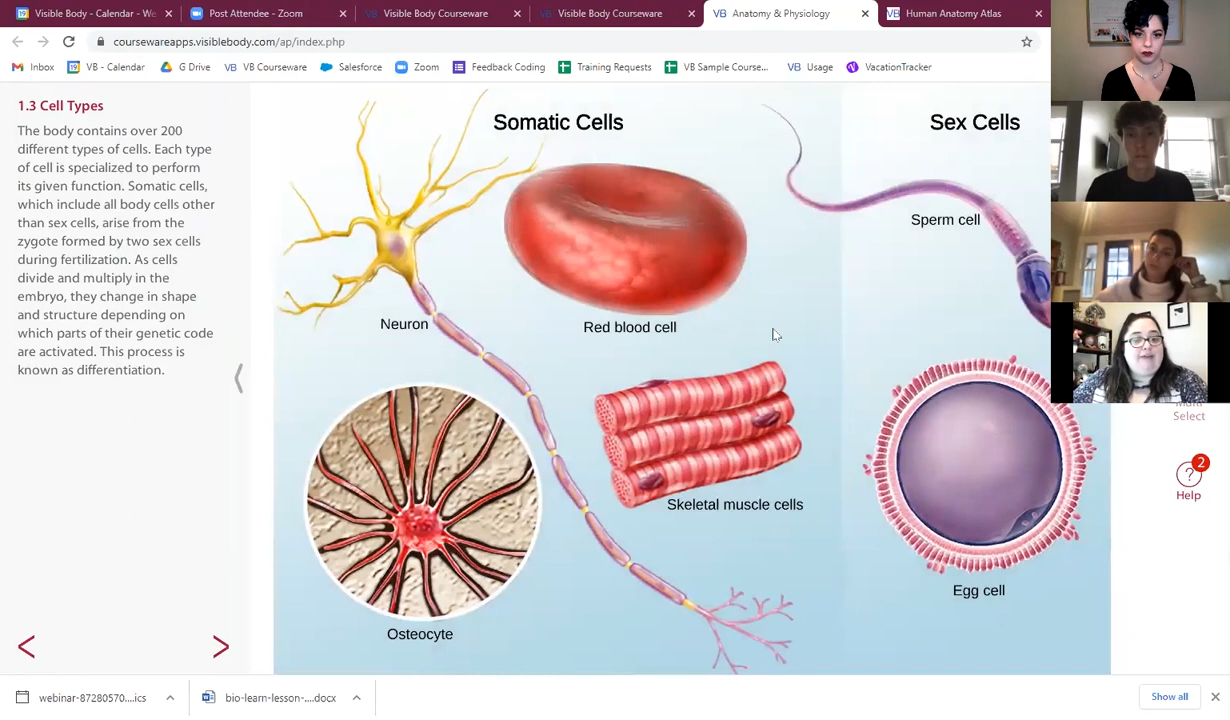 Visible Body - Calendar - We
Post Attendee - Zoom
Visible Body Courseware
Visible Body Courseware
Anatomy & Physiology
Human Anatomy Atlas
coursewareapps.visiblebody.com/ap/index.php
Inbox
VB - Calendar
G Drive
VB Courseware
Salesforce
Zoom
Feedback Coding
Training Requests
VB Sample Course...
Usage
VacationTracker
1.3 Cell Types
The body contains over 200
different types of cells. Each type
of cell is specialized to perform
its given function. Somatic cells,
which include all body cells other
than sex cells, arise from the
zygote formed by two sex cells
during fertilization. As cells
divide and multiply in the
embryo, they change in shape
and structure depending on
which parts of their genetic code
are activated. This process is
known as differentiation.
Somatic Cells
Sex Cells
Sperm cell
Neuron
Red blood cell
Skeletal muscle cells
Egg cell
Osteocyte
Select
2
Help
webinar-87280570....ics
bio-learn-lesson-....docx
Show all